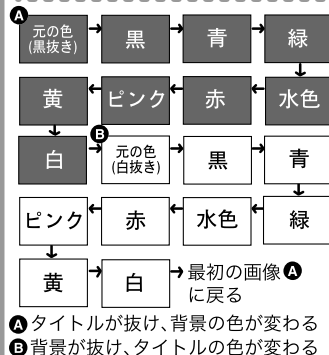 A
元の色
(黒抜き)
→ 黒 → 青 → 緑
↓
黄 ← ピンク ← 赤 ← 水色
↓
白 → B 元の色
(白抜き)
→ 黒 → 青
↓
ピンク ← 赤 ← 水色 ← 緑
↓
黄 → 白 → 最初の画像A
に戻る
Aタイトルが抜け、背景の色が変わる
B背景が抜け、タイトルの色が変わる